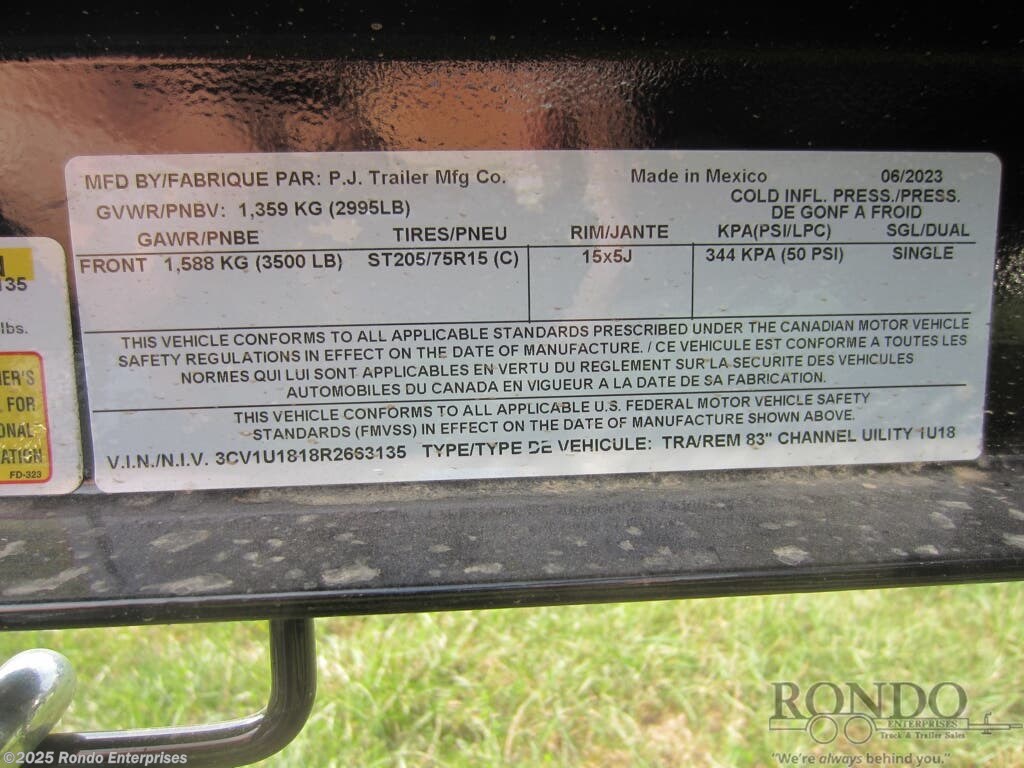 MFD BY/FABRIQUE PAR: P.J. Trailer Mfg Co. Made in Mexico 06/2023
GVWR/PNBV: 1,359 KG (2995LB) COLD INFL. PRESS./PRESS.
DE GONF A FROID
GAWR/PNBE TIRES/PNEU RIM/JANTE KPA(PSI/LPC) SGL/DUAL
FRONT 1,588 KG (3500 LB) ST205/75R15 (C) 15x5J 344 KPA (50 PSI) SINGLE
THIS VEHICLE CONFORMS TO ALL APPLICABLE STANDARDS PRESCRIBED UNDER THE CANADIAN MOTOR VEHICLE
SAFETY REGULATIONS IN EFFECT ON THE DATE OF MANUFACTURE. / CE VEHICULE EST CONFORME A TOUTES LES
NORMES QUI LUI SONT APPLICABLES EN VERTU DU REGLEMENT SUR LA SECURITE DES VEHICULES
AUTOMOBILES DU CANADA EN VIGUEUR A LA DATE DE SA FABRICATION.
THIS VEHICLE CONFORMS TO ALL APPLICABLE U.S. FEDERAL MOTOR VEHICLE SAFETY
STANDARDS (FMVSS) IN EFFECT ON THE DATE OF MANUFACTURE SHOWN ABOVE.
V.I.N./N.I.V. 3CV1U1818R2663135 TYPE/TYPE DE VEHICULE: TRA/REM 83" CHANNEL UILITY 1U18
135
lbs.
ER'S
FOR
ONAL
ATION
FD-323
RONDO
ENTERPRISES
Truck & Trailer Sales
"We're always behind you."
©2025 Rondo Enterprises